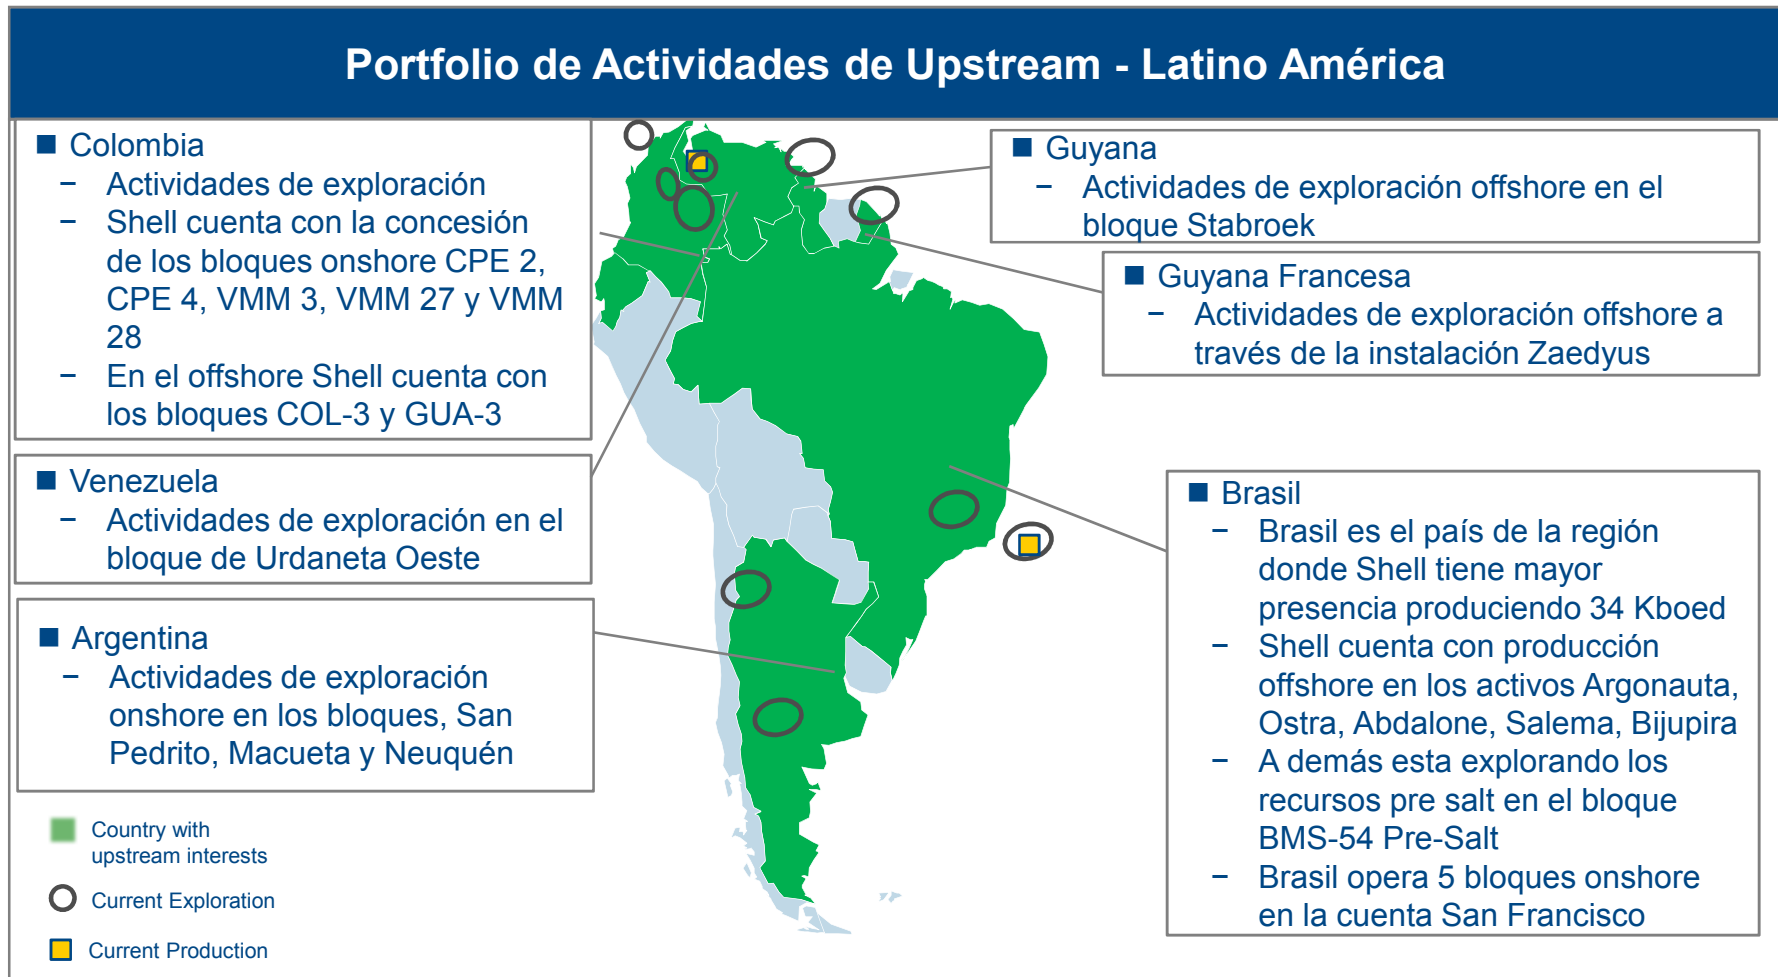 Portfolio de Actividades de Upstream - Latino América
■ Colombia
− Actividades de exploración
− Shell cuenta con la concesión
de los bloques onshore CPE 2,
CPE 4, VMM 3, VMM 27 y VMM
28
− En el offshore Shell cuenta con
los bloques COL-3 y GUA-3
■ Venezuela
− Actividades de exploración en el
bloque de Urdaneta Oeste
■ Argentina
− Actividades de exploración
onshore en los bloques, San
Pedrito, Macueta y Neuquén
Country with
upstream interests
Current Exploration
Current Production
■ Guyana
− Actividades de exploración offshore en el
bloque Stabroek
■ Guyana Francesa
− Actividades de exploración offshore a
través de la instalación Zaedyus
■ Brasil
− Brasil es el país de la región
donde Shell tiene mayor
presencia produciendo 34 Kboed
− Shell cuenta con producción
offshore en los activos Argonauta,
Ostra, Abdalone, Salema, Bijupira
− A demás esta explorando los
recursos pre salt en el bloque
BMS-54 Pre-Salt
− Brasil opera 5 bloques onshore
en la cuenta San Francisco